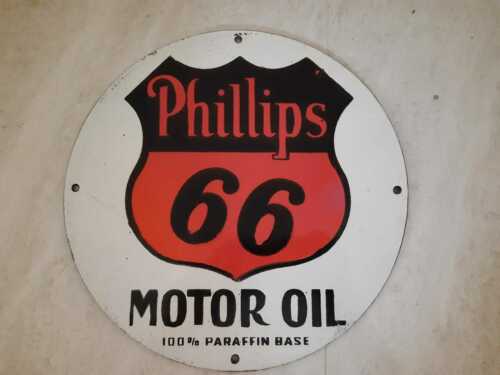 Phillips
66
MOTOR OIL
100% PARAFFIN BASE